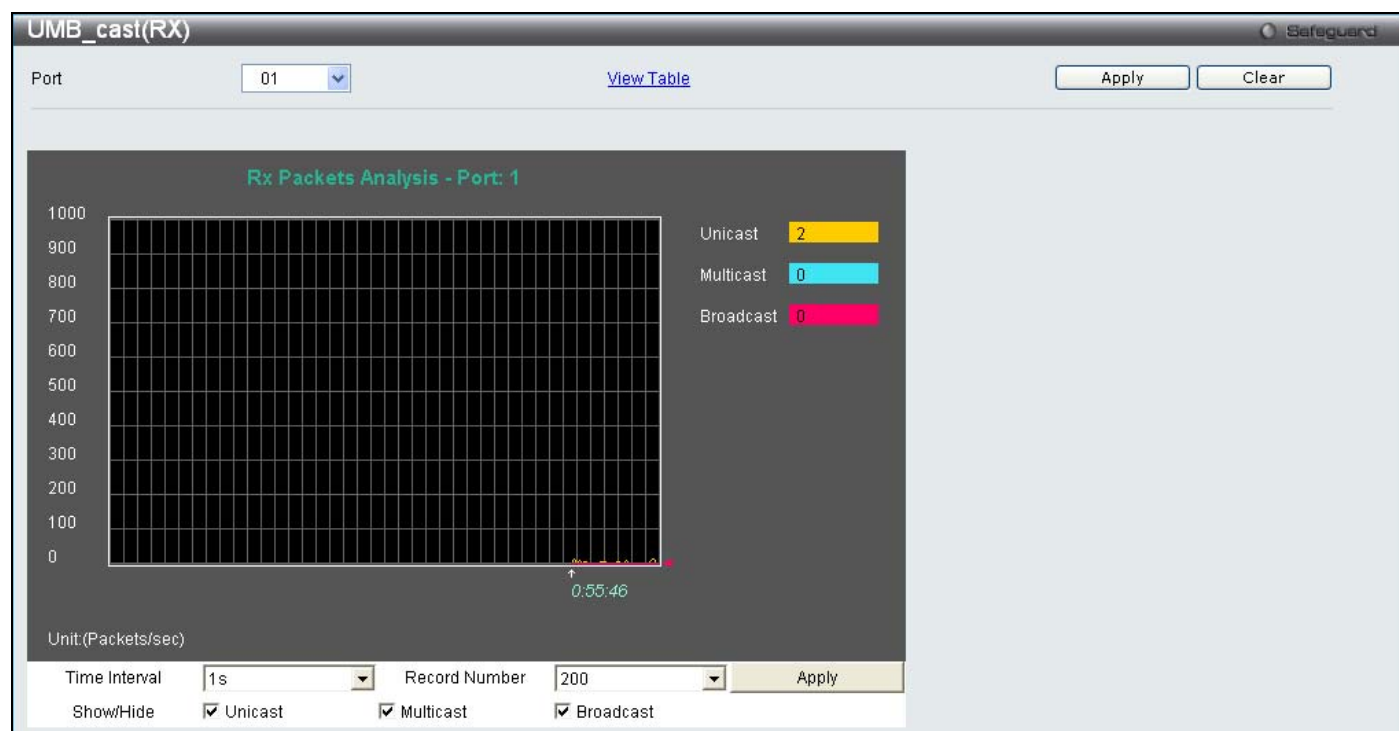 UMB_cast(RX)
Safeguard
Port 01 View Table Apply Clear
Rx Packets Analysis - Port: 1
1000
900
800
700
600
500
400
300
200
100
0
Unicast 2
Multicast 0
Broadcast 0
0:55:46
Unit:(Packets/sec)
Time Interval 1s Record Number 200 Apply
Show/Hide Unicast Multicast Broadcast